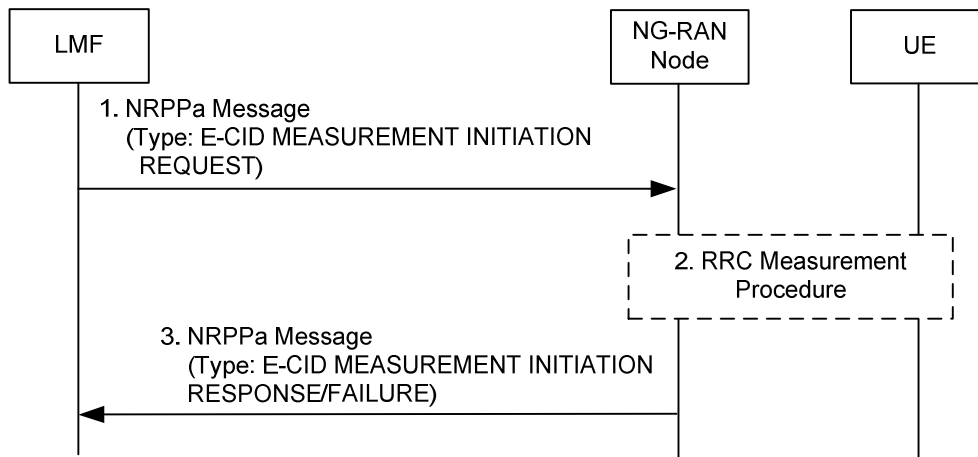 LMF
NG-RAN
Node
UE
1. NRPPa Message
(Type: E-CID MEASUREMENT INITIATION
REQUEST)
2. RRC Measurement
Procedure
3. NRPPa Message
(Type: E-CID MEASUREMENT INITIATION
RESPONSE/FAILURE)